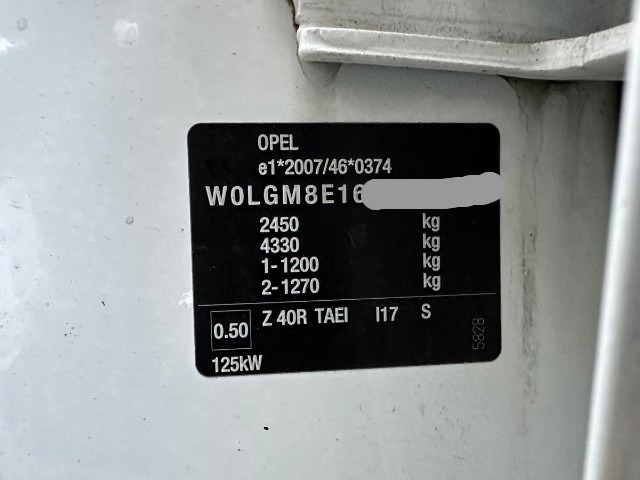 OPEL
e1*2007/46*0374
W0LGM8E16
2450 kg
4330 kg
1-1200 kg
2-1270 kg
0.50 Z 40R TAEI I17 S
125kW
5828